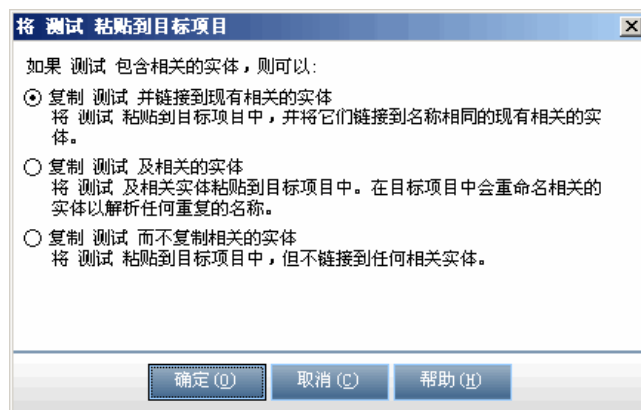 将 测试 粘贴到目标项目
如果 测试 包含相关的实体，则可以:
复制 测试 并链接到现有相关的实体
将 测试 粘贴到目标项目中，并将它们链接到名称相同的现有相关的实
体。
复制 测试 及相关的实体
将 测试 及相关实体粘贴到目标项目中。在目标项目中会重命名相关的
实体以解析任何重复的名称。
复制 测试 而不复制相关的实体
将 测试 粘贴到目标项目中，但不链接到任何相关实体。
确定(O) 取消(C) 帮助(H)